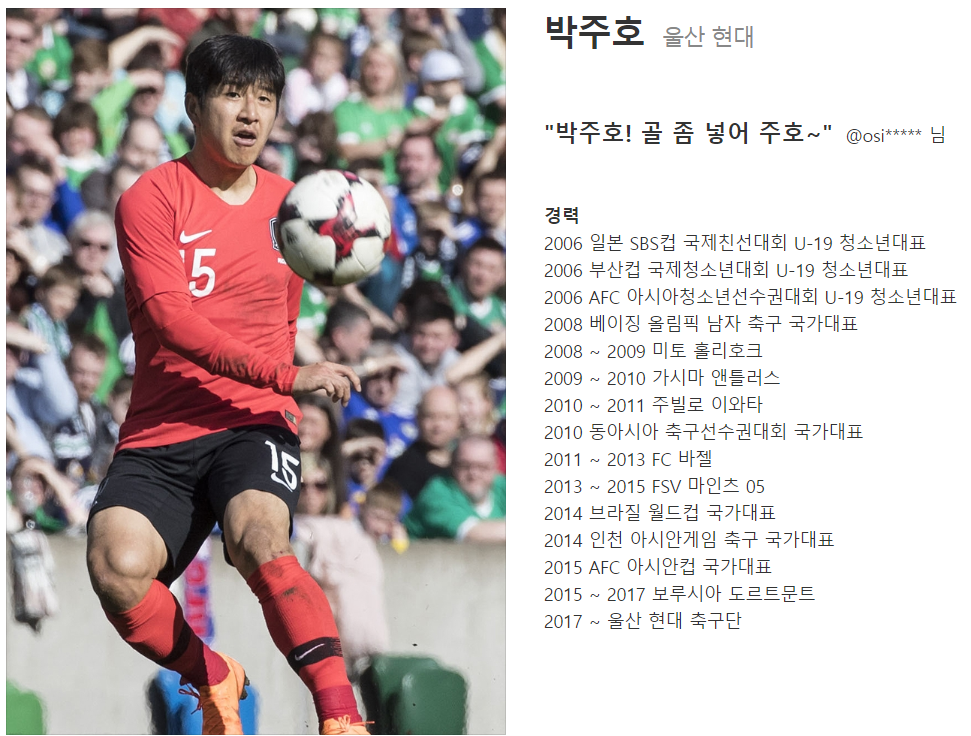 박주호 울산 현대
"박주호! 골 좀 넣어 주호~" @osi***** 님
경력
2006 일본 SBS컵 국제친선대회 U-19 청소년대표
2006 부산컵 국제청소년대회 U-19 청소년대표
2006 AFC 아시아청소년선수권대회 U-19 청소년대표
2008 베이징 올림픽 남자 축구 국가대표
2008 ~ 2009 미토 홀리호크
2009 ~ 2010 가시마 앤틀러스
2010 ~ 2011 주빌로 이와타
2010 동아시아 축구선수권대회 국가대표
2011 ~ 2013 FC 바젤
2013 ~ 2015 FSV 마인츠 05
2014 브라질 월드컵 국가대표
2014 인천 아시안게임 축구 국가대표
2015 AFC 아시안컵 국가대표
2015 ~ 2017 보루시아 도르트문트
2017 ~ 울산 현대 축구단
15
15